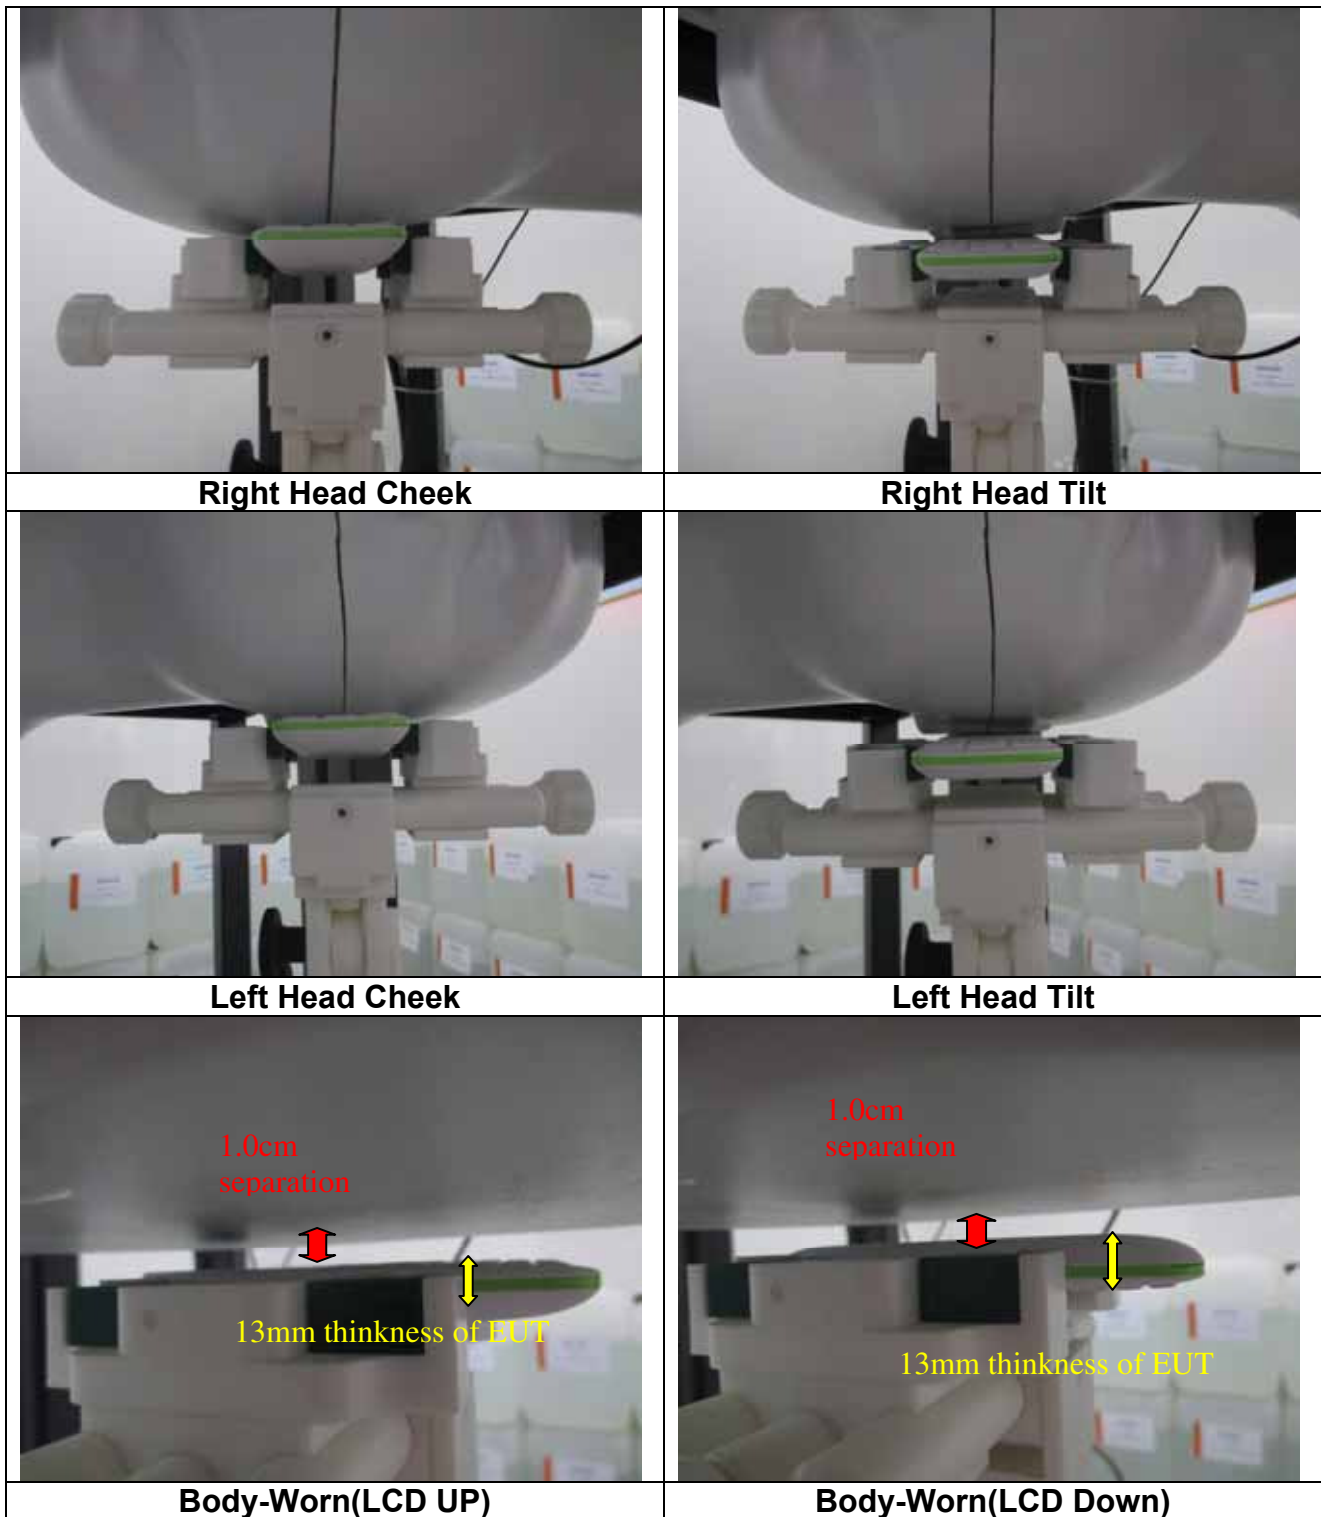 Right Head Cheek
Right Head Tilt
Left Head Cheek
Left Head Tilt
1.0cm
separation
13mm thinkness of EUT
1.0cm
separation
13mm thinkness of EUT
Body-Worn(LCD UP)
Body-Worn(LCD Down)